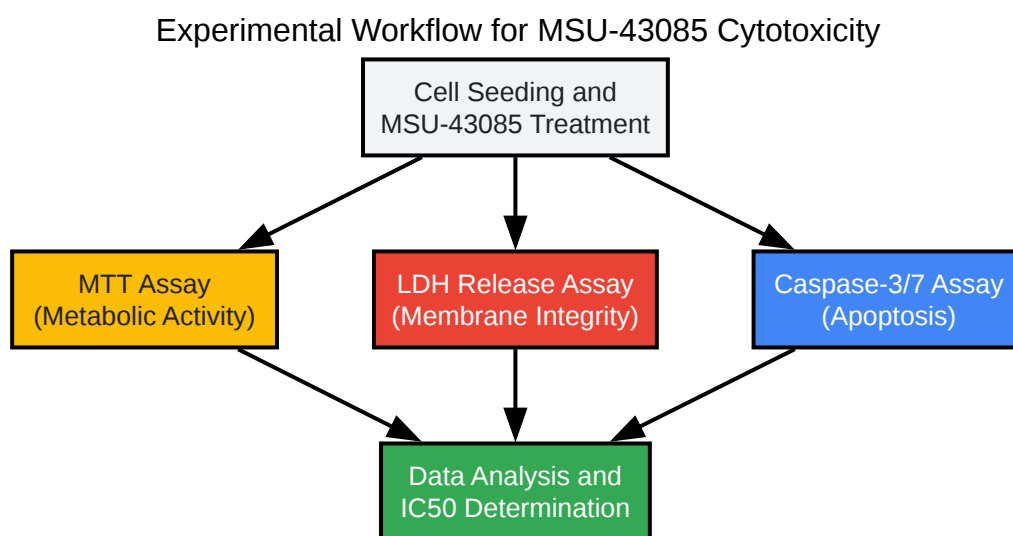 Experimental Workflow for MSU-43085 Cytotoxicity
Cell Seeding and
MSU-43085 Treatment
MTT Assay
(Metabolic Activity)
LDH Release Assay
(Membrane Integrity)
Caspase-3/7 Assay
(Apoptosis)
Data Analysis and
IC50 Determination